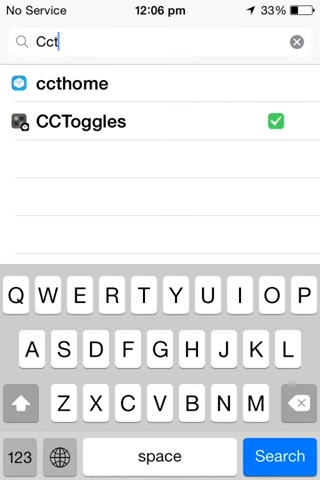 No Service 12:06 pm 33%
Cct
ccthome
CCToggles
Q W E R T Y U I O P
A S D F G H J K L
Z X C V B N M
123 space Search